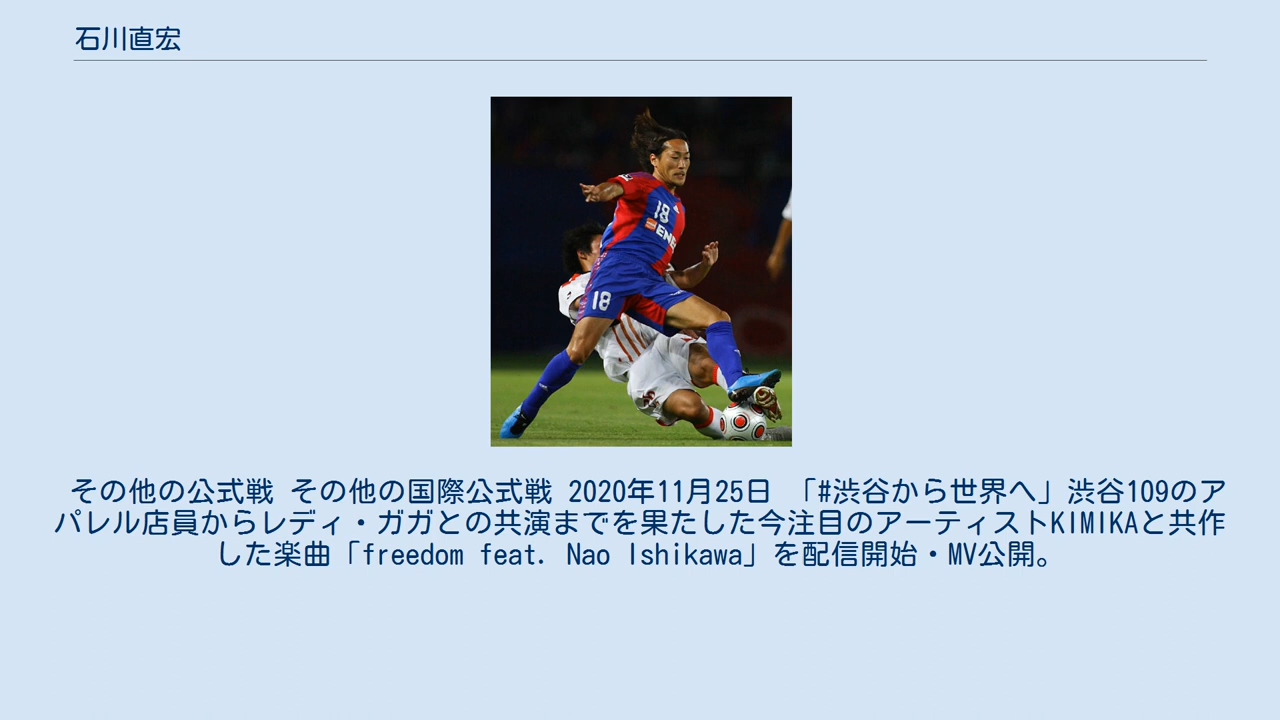 石川直宏
18
ENE
18
その他の公式戦 その他の国際公式戦 2020年11月25日 「#渋谷から世界へ」渋谷109のア
パレル店員からレディ・ガガとの共演までを果たした今注目のアーティストKIMIKAと共作
した楽曲「freedom feat. Nao Ishikawa」を配信開始・MV公開。